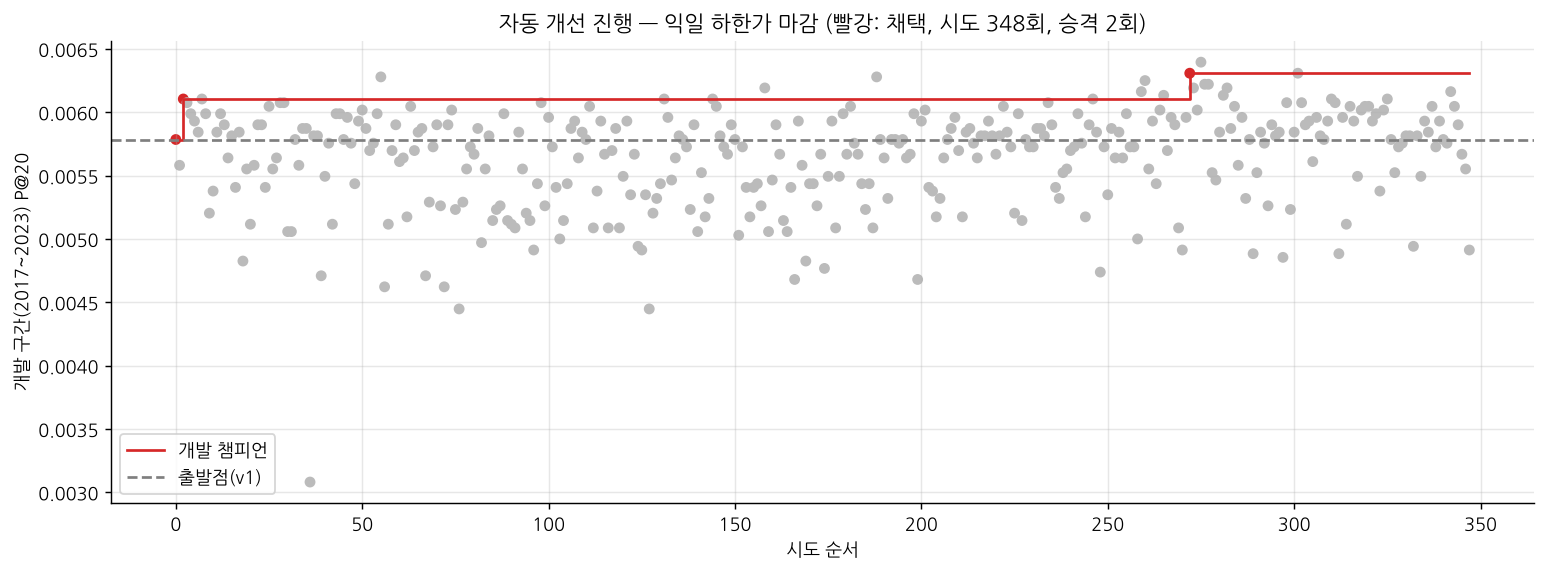 자동 개선 진행 — 익일 하한가 마감 (빨강: 채택, 시도 348회, 승격 2회)
0.0065
0.0060
0.0055
0.0050
0.0045
0.0040
0.0035
0.0030
개발 구간(2017~2023) P@20
개발 챔피언
출발점(v1)
0 50 100 150 200 250 300 350
시도 순서